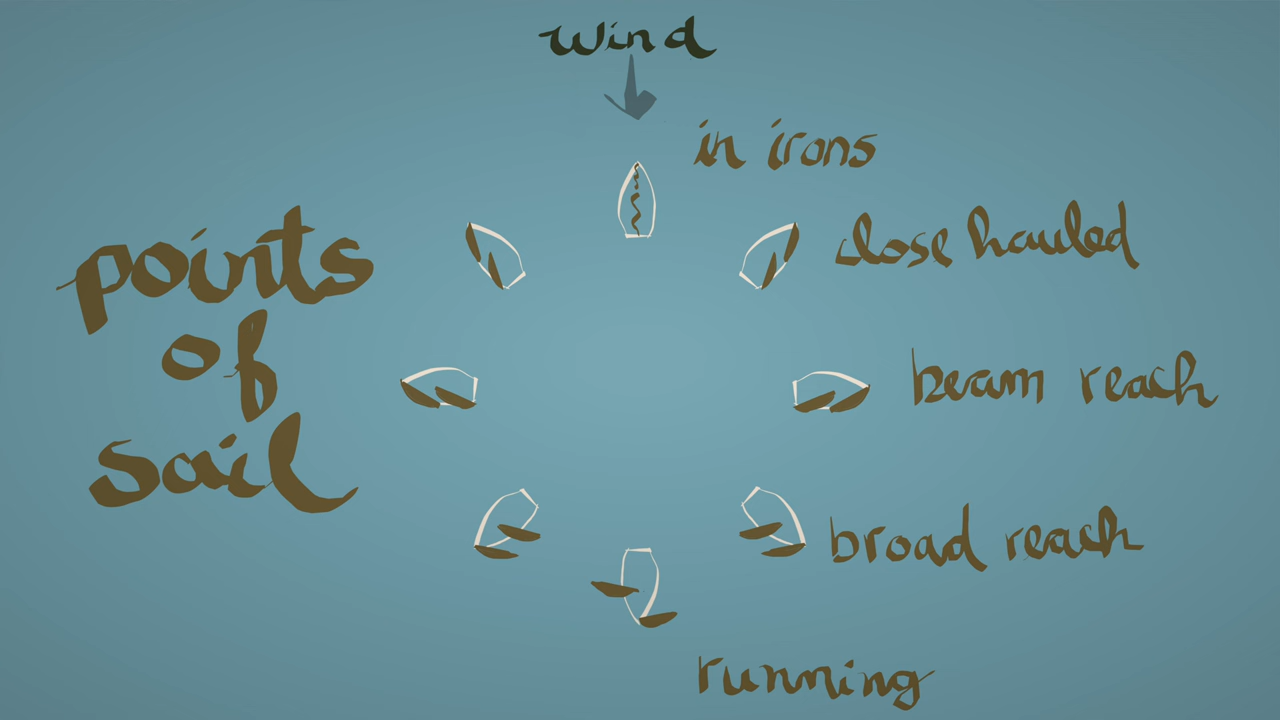 wind
in irons
points
of
sail
close hauled
beam reach
broad reach
running